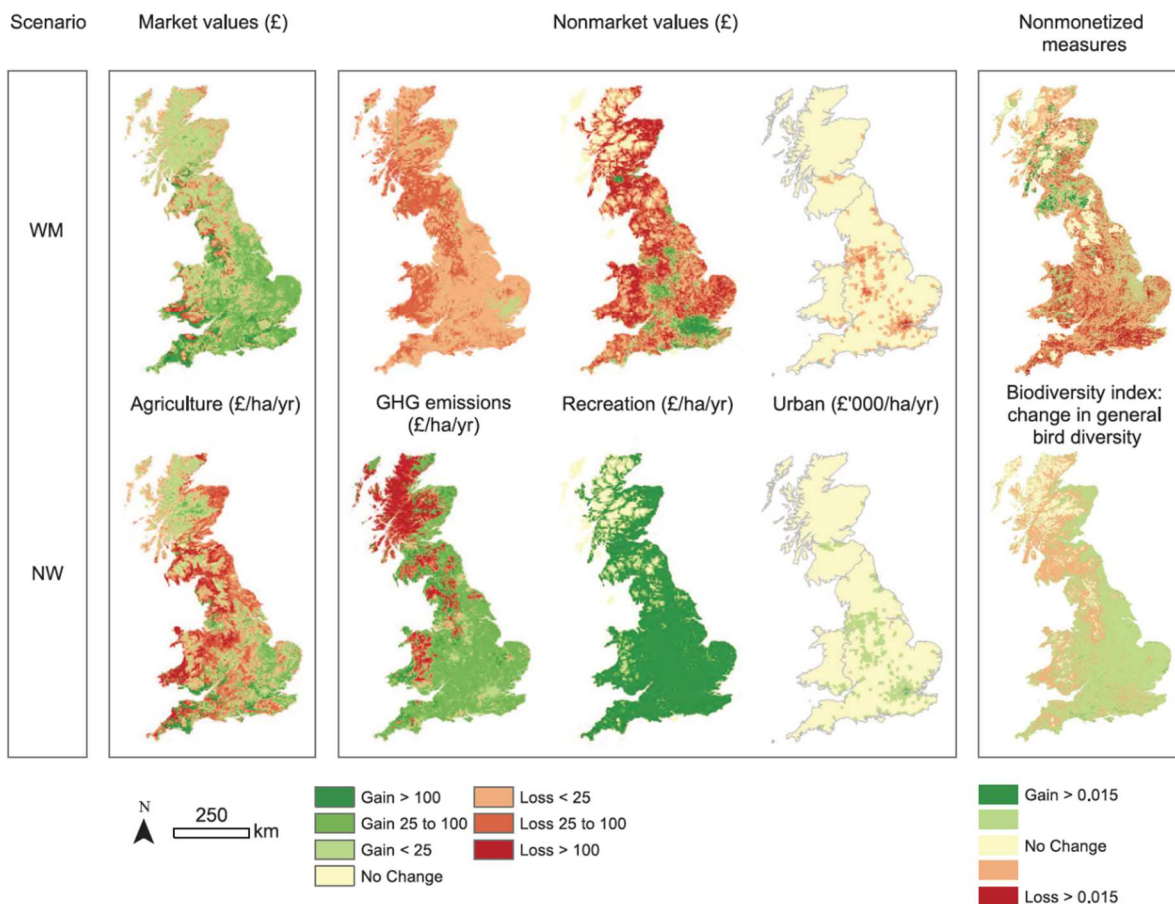 Scenario
Market values (£)
Nonmarket values (£)
Nonmonetized
measures
WM
Agriculture (£/ha/yr)
GHG emissions
(£/ha/yr)
Recreation (£/ha/yr)
Urban (£'000/ha/yr)
Biodiversity index:
change in general
bird diversity
NW
N
250
km
Gain > 100
Gain 25 to 100
Gain < 25
No Change
Loss < 25
Loss 25 to 100
Loss > 100
Gain > 0.015
No Change
Loss > 0.015